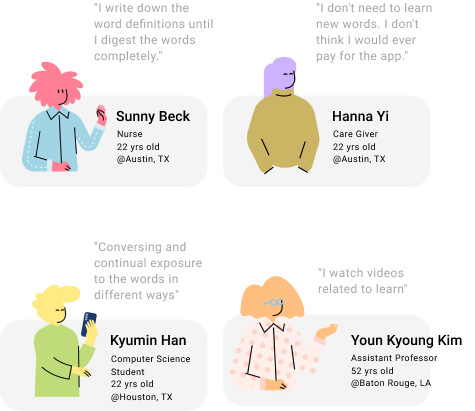 "I write down the
word definitions until
I digest the words
completely."
Sunny Beck
Nurse
22 yrs old
@Austin, TX
"I don't need to learn
new words. I don't
think I would ever
pay for the app."
Hanna Yi
Care Giver
22 yrs old
@Austin, TX
"Conversing and
continual exposure
to the words in
different ways"
Kyumin Han
Computer Science
Student
22 yrs old
@Houston, TX
"I watch videos
related to learn"
Youn Kyoung Kim
Assistant Professor
52 yrs old
@Baton Rouge, LA